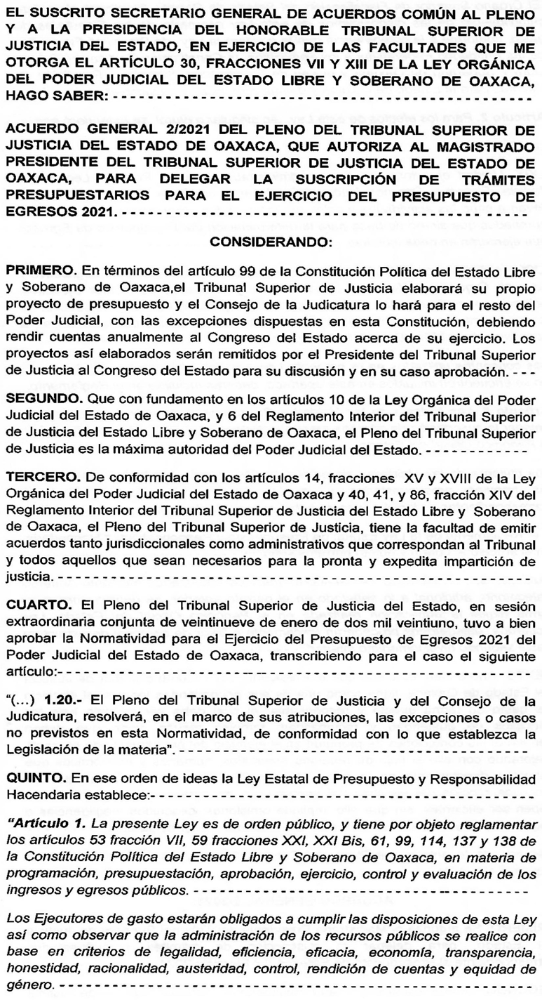 EL SUSCRITO SECRETARIO GENERAL DE ACUERDOS COMÚN AL PLENO
Y A LA PRESIDENCIA DEL HONORABLE TRIBUNAL SUPERIOR DE
JUSTICIA DEL ESTADO, EN EJERCICIO DE LAS FACULTADES QUE ME
OTORGA EL ARTÍCULO 30, FRACCIONES VII Y XIII DE LA LEY ORGÁNICA
DEL PODER JUDICIAL DEL ESTADO LIBRE Y SOBERANO DE OAXACA,
HAGO SABER: - - - - - - - - - - - - - - - - - - - - - - - - - - - - - - - - - - - - - - - - - -
ACUERDO GENERAL 2/2021 DEL PLENO DEL TRIBUNAL SUPERIOR DE
JUSTICIA DEL ESTADO DE OAXACA, QUE AUTORIZA AL MAGISTRADO
PRESIDENTE DEL TRIBUNAL SUPERIOR DE JUSTICIA DEL ESTADO DE
OAXACA, PARA DELEGAR LA SUSCRIPCIÓN DE TRÁMITES
PRESUPUESTARIOS PARA EL EJERCICIO DEL PRESUPUESTO DE
EGRESOS 2021. - - - - - - - - - - - - - - - - - - - - - - - - - - - - - - - - - - - - - - - -
CONSIDERANDO:
PRIMERO. En términos del artículo 99 de la Constitución Política del Estado Libre
y Soberano de Oaxaca,el Tribunal Superior de Justicia elaborará su propio
proyecto de presupuesto y el Consejo de la Judicatura lo hará para el resto del
Poder Judicial, con las excepciones dispuestas en esta Constitución, debiendo
rendir cuentas anualmente al Congreso del Estado acerca de su ejercicio. Los
proyectos así elaborados serán remitidos por el Presidente del Tribunal Superior
de Justicia al Congreso del Estado para su discusión y en su caso aprobación. - - -
SEGUNDO. Que con fundamento en los artículos 10 de la Ley Orgánica del Poder
Judicial del Estado de Oaxaca, y 6 del Reglamento Interior del Tribunal Superior
de Justicia del Estado Libre y Soberano de Oaxaca, el Pleno del Tribunal Superior
de Justicia es la máxima autoridad del Poder Judicial del Estado. - - - - - - - - - - - -
TERCERO. De conformidad con los artículos 14, fracciones XV y XVIII de la Ley
Orgánica del Poder Judicial del Estado de Oaxaca y 40, 41, y 86, fracción XIV del
Reglamento Interior del Tribunal Superior de Justicia del Estado Libre y Soberano
de Oaxaca, el Pleno del Tribunal Superior de Justicia, tiene la facultad de emitir
acuerdos tanto jurisdiccionales como administrativos que correspondan al Tribunal
y todos aquellos que sean necesarios para la pronta y expedita impartición de
justicia. - - - - - - - - - - - - - - - - - - - - - - - - - - - - - - - - - - - - - - - - - - - - - - - -
CUARTO. El Pleno del Tribunal Superior de Justicia del Estado, en sesión
extraordinaria conjunta de veintinueve de enero de dos mil veintiuno, tuvo a bien
aprobar la Normatividad para el Ejercicio del Presupuesto de Egresos 2021 del
Poder Judicial del Estado de Oaxaca, transcribiendo para el caso el siguiente
artículo:- - - - - - - - - - - - - - - - - - - - - - - - - - - - - - - - - - - - - - - - - - - - - - - -
“(...) 1.20.- El Pleno del Tribunal Superior de Justicia y del Consejo de la
Judicatura, resolverá, en el marco de sus atribuciones, las excepciones o casos
no previstos en esta Normatividad, de conformidad con lo que establezca la
Legislación de la materia”. - - - - - - - - - - - - - - - - - - - - - - - - - - - - - - - - - - - -
QUINTO. En ese orden de ideas la Ley Estatal de Presupuesto y Responsabilidad
Hacendaria establece:- - - - - - - - - - - - - - - - - - - - - - - - - - - - - - - - - - - - - - -
“Artículo 1. La presente Ley es de orden público, y tiene por objeto reglamentar
los artículos 53 fracción VII, 59 fracciones XXI, XXI Bis, 61, 99, 114, 137 y 138 de
la Constitución Política del Estado Libre y Soberano de Oaxaca, en materia de
programación, presupuestación, aprobación, ejercicio, control y evaluación de los
ingresos y egresos públicos. - - - - - - - - - - - - - - - - - - - - - - - - - - - - - - - - - -
Los Ejecutores de gasto estarán obligados a cumplir las disposiciones de esta Ley
así como observar que la administración de los recursos públicos se realice con
base en criterios de legalidad, eficiencia, eficacia, economía, transparencia,
honestidad, racionalidad, austeridad, control, rendición de cuentas y equidad de
género. - - - - - - - - - - - - - - - - - - - - - - - - - - - - - - - - - - - - - - - - - - - - - - - -